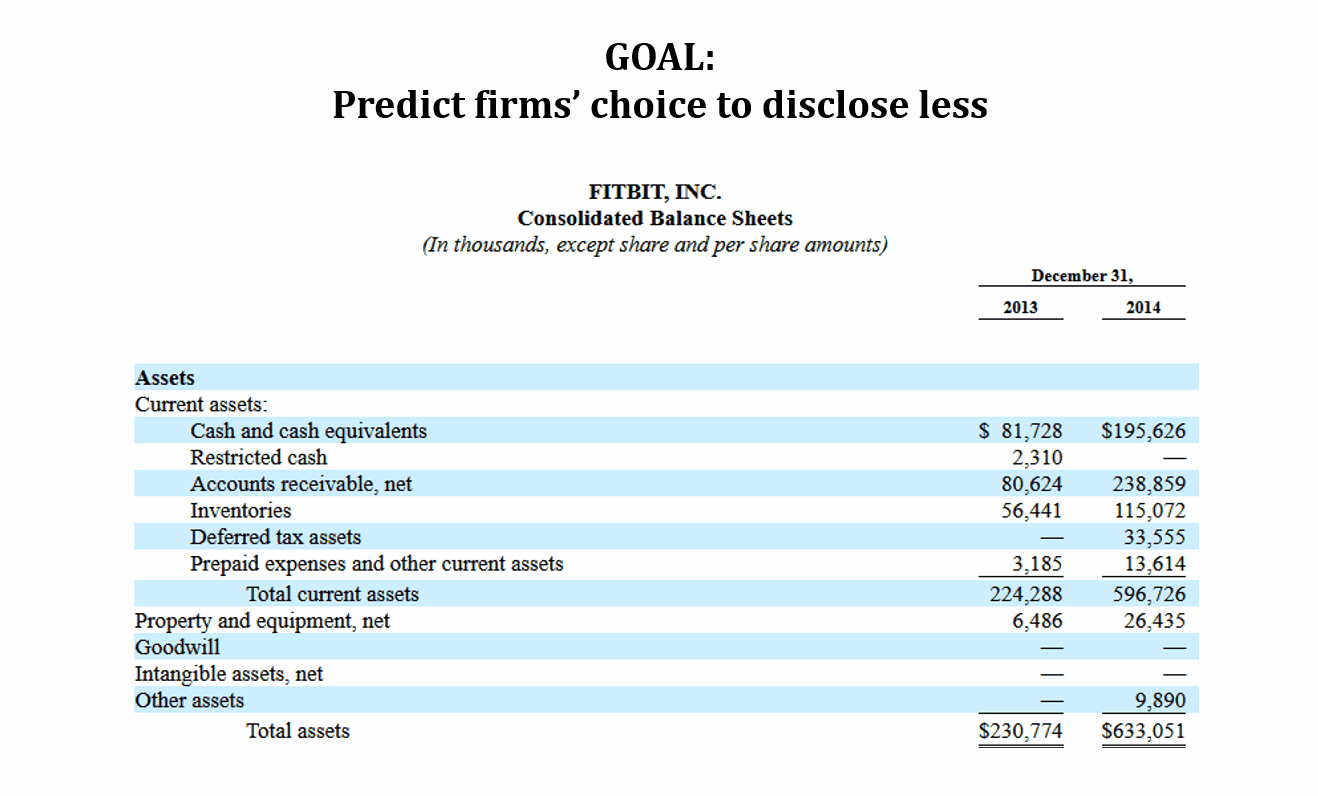 GOAL:
Predict firms’ choice to disclose less
FITBIT, INC.
Consolidated Balance Sheets
(In thousands, except share and per share amounts)
December 31,
2013 2014
Assets
Current assets:
Cash and cash equivalents $ 81,728 $195,626
Restricted cash 2,310 —
Accounts receivable, net 80,624 238,859
Inventories 56,441 115,072
Deferred tax assets — 33,555
Prepaid expenses and other current assets 3,185 13,614
Total current assets 224,288 596,726
Property and equipment, net 6,486 26,435
Goodwill — —
Intangible assets, net — —
Other assets — 9,890
Total assets $230,774 $633,051